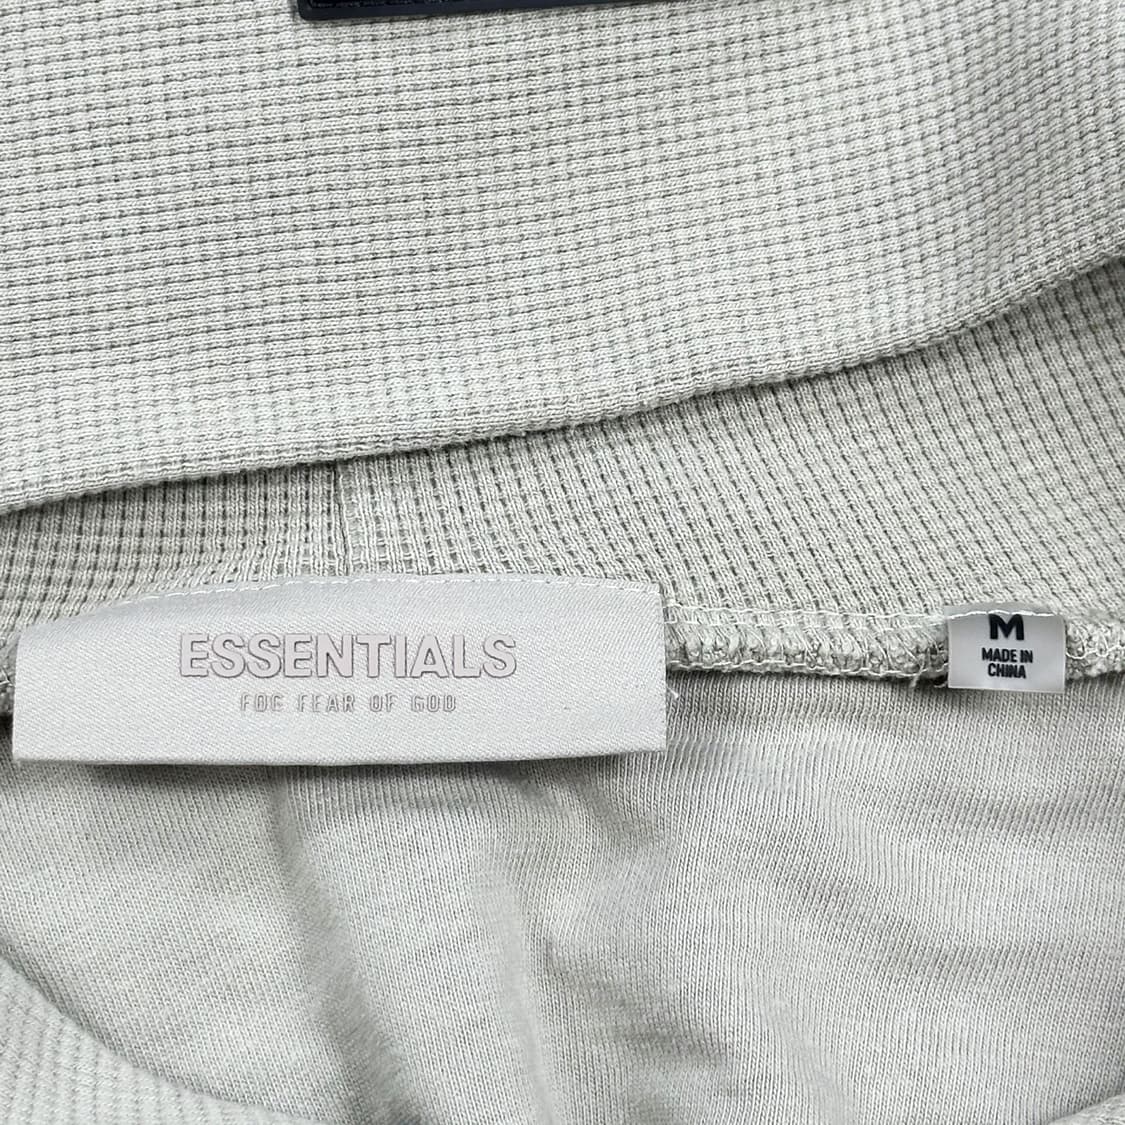 ESSENTIALS
FOG FEAR OF GOD
M
MADE IN
CHINA